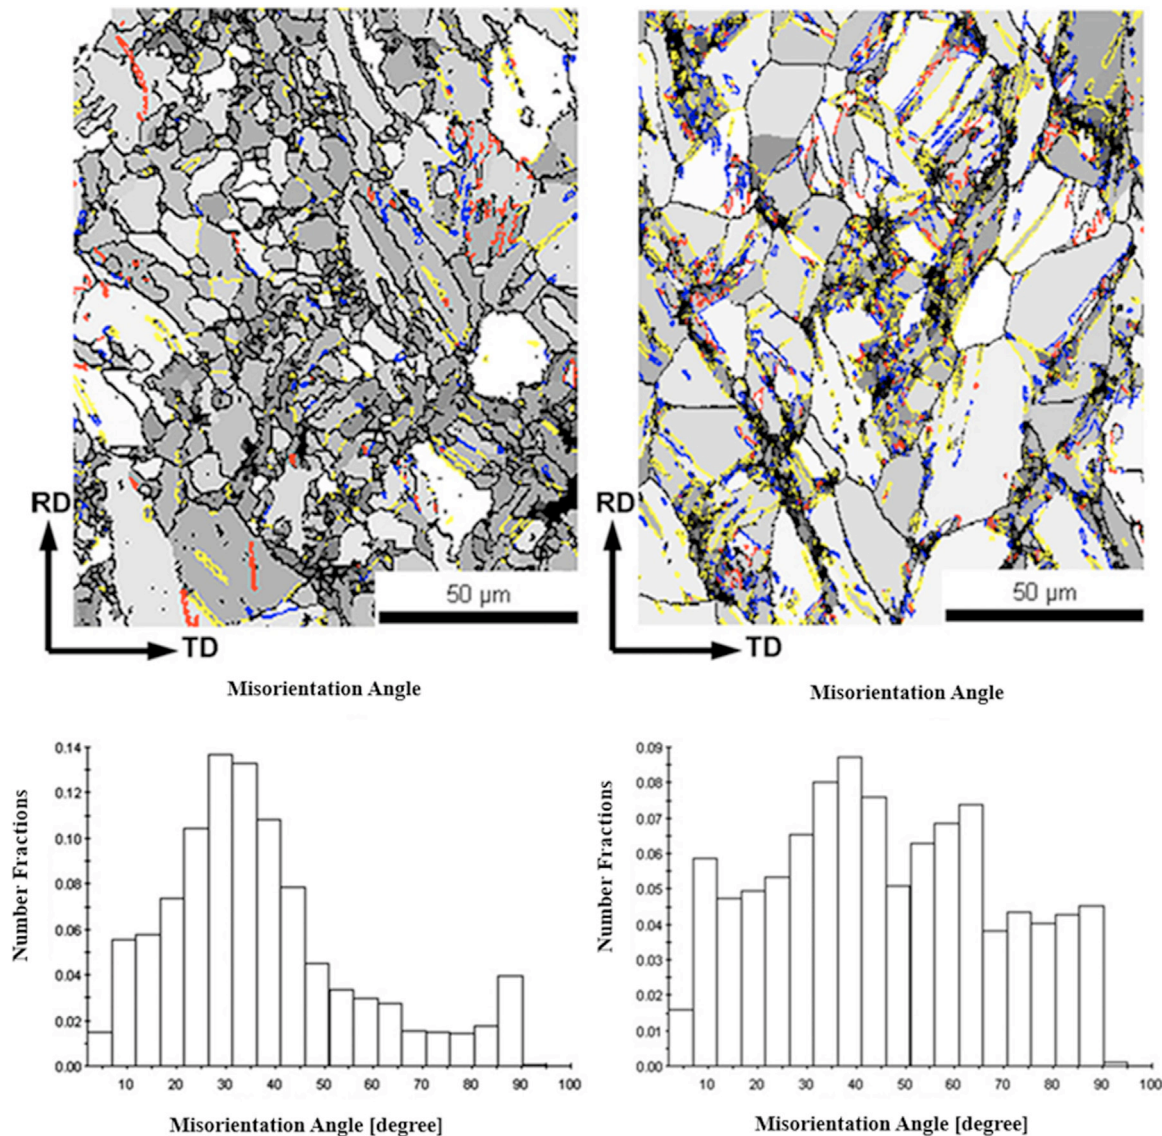 RD
50 µm
TD
RD
50 µm
TD
Misorientation Angle
Misorientation Angle
Number Fractions
0.14
0.12
0.10
0.08
0.06
0.04
0.02
0.00
10 20 30 40 50 60 70 80 90 100
Misorientation Angle [degree]
Number Fractions
0.09
0.08
0.07
0.06
0.05
0.04
0.03
0.02
0.01
0.00
10 20 30 40 50 60 70 80 90 100
Misorientation Angle [degree]